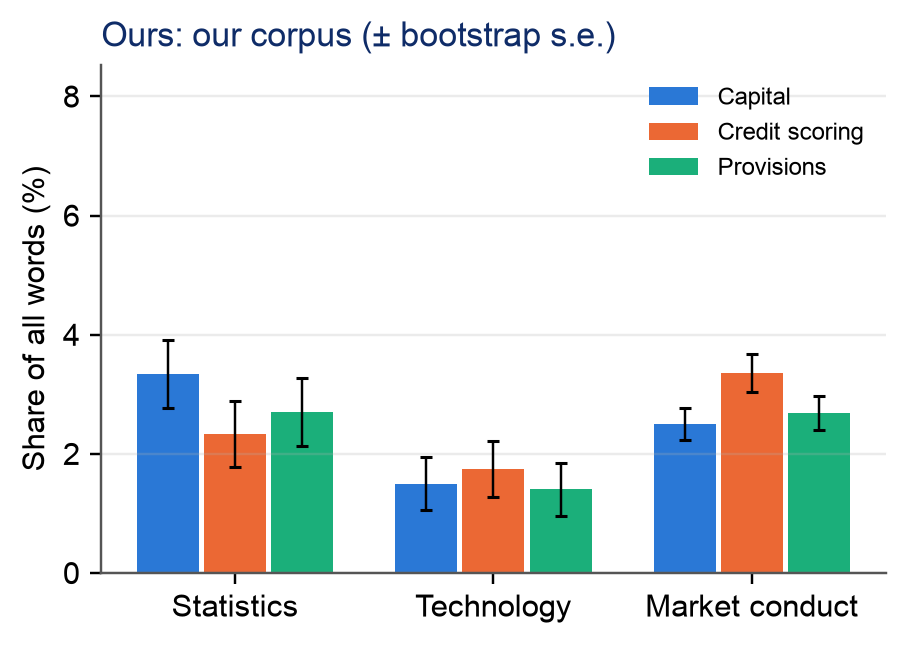 Ours: our corpus (± bootstrap s.e.)
Share of all words (%)
8
6
4
2
0
Capital
Credit scoring
Provisions
Statistics
Technology
Market conduct